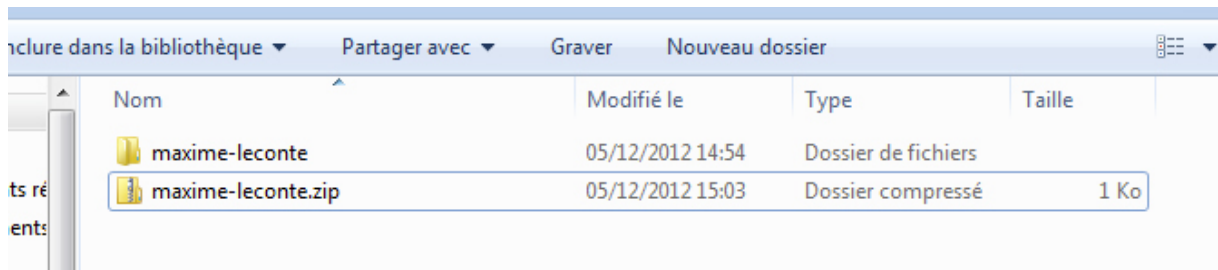 nclure dans la bibliothèque Partager avec Graver Nouveau dossier
Nom Modifié le Type Taille
maxime-leconte 05/12/2012 14:54 Dossier de fichiers
ts ré maxime-leconte.zip 05/12/2012 15:03 Dossier compressé 1 Ko
ents